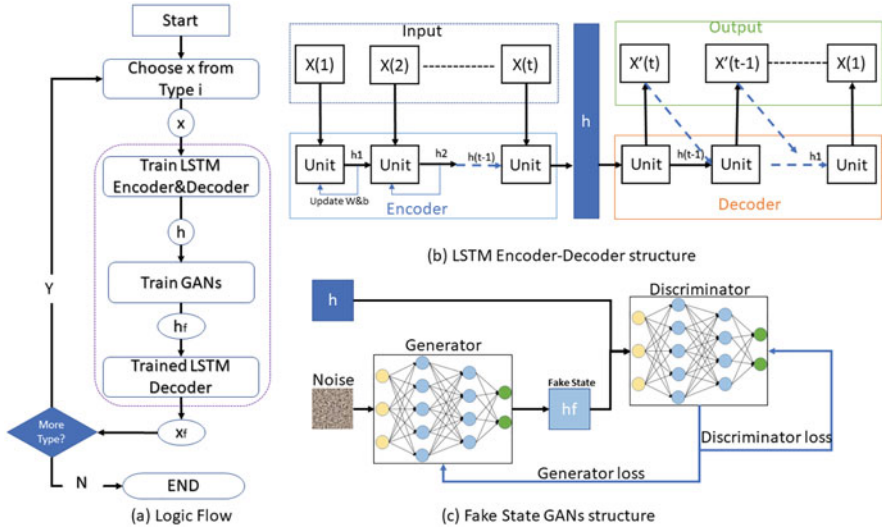 Start
Choose x from
Type i
x
Train LSTM
Encoder&Decoder
h
Train GANs
hf
Trained LSTM
Decoder
xf
More
Type?
Y
N
END
(a) Logic Flow
Input
X(1)
X(2)
X(t)
Unit
h1
Unit
h2
h(t-1)
Unit
Update W&b
Encoder
h
Output
X'(t)
X'(t-1)
X(1)
Unit
h(t-1)
Unit
h1
Unit
Decoder
(b) LSTM Encoder-Decoder structure
h
Discriminator
Generator
Noise
Fake State
hf
Discriminator loss
Generator loss
(c) Fake State GANs structure